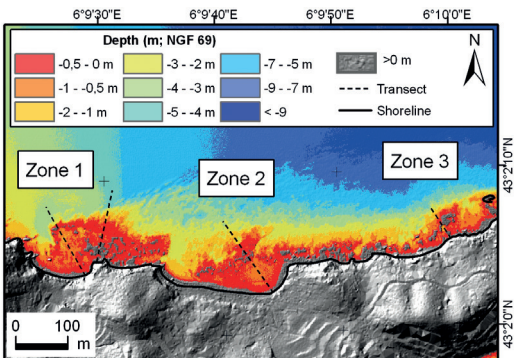 6°9'30"E 6°9'40"E 6°9'50"E 6°10'0"E
Depth (m; NGF 69)
N
-0,5 - 0 m
-3 - -2 m
-7 - -5 m
>0 m
-1 - -0,5 m
-4 - -3 m
-9 - -7 m
Transect
-2 - -1 m
-5 - -4 m
< -9
Shoreline
Zone 1
Zone 2
Zone 3
43°2'10"N
43°2'0"N
0 100
m